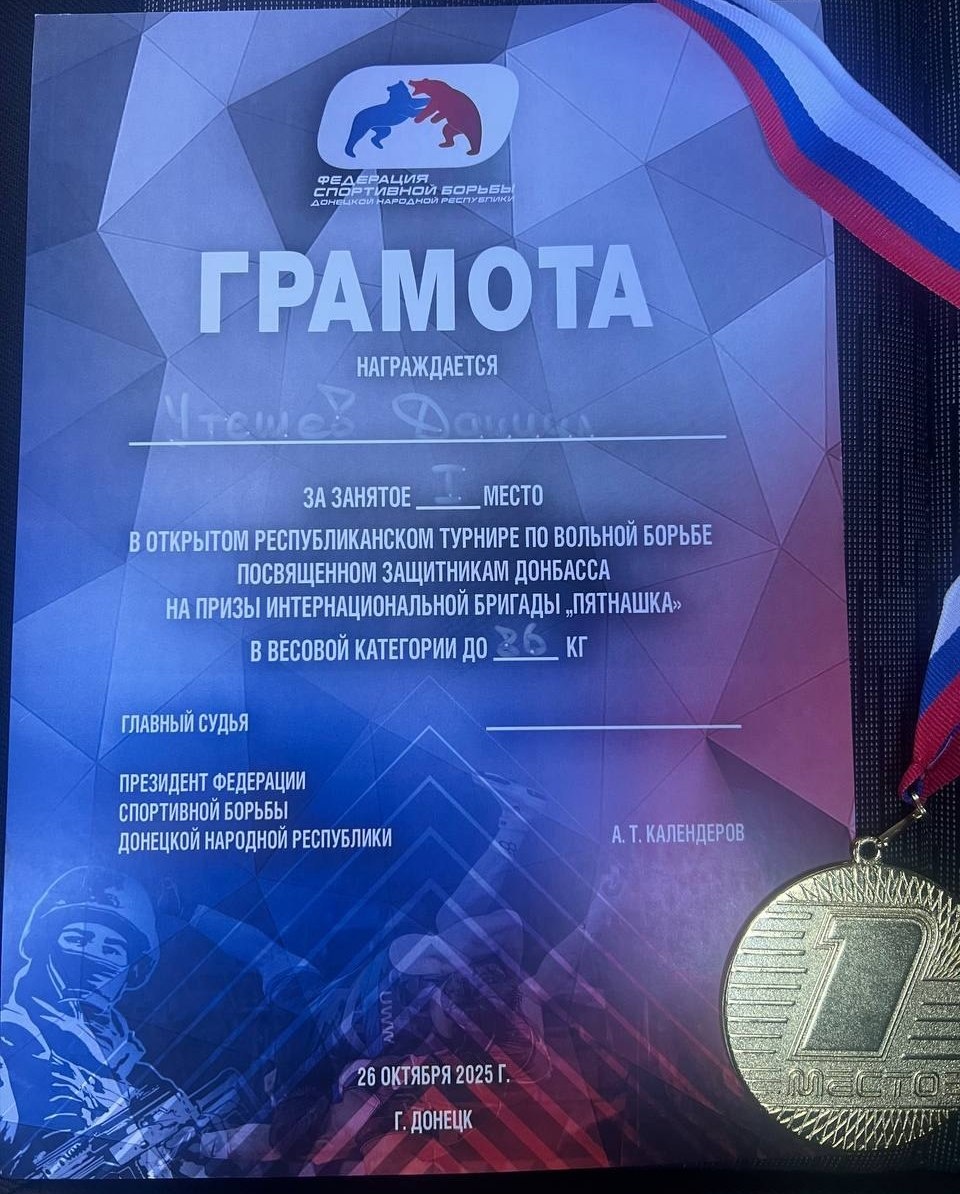 ФЕДЕРАЦИЯ
СПОРТИВНОЙ БОРЬБЫ
ДОНЕЦКОЙ НАРОДНОЙ РЕСПУБЛИКИ
ГРАМОТА
НАГРАЖДАЕТСЯ
Утешев Даниил
ЗА ЗАНЯТОЕ I МЕСТО
В ОТКРЫТОМ РЕСПУБЛИКАНСКОМ ТУРНИРЕ ПО ВОЛЬНОЙ БОРЬБЕ
ПОСВЯЩЕННОМ ЗАЩИТНИКАМ ДОНБАССА
НА ПРИЗЫ ИНТЕРНАЦИОНАЛЬНОЙ БРИГАДЫ „ПЯТНАШКА»
В ВЕСОВОЙ КАТЕГОРИИ ДО КГ
ГЛАВНЫЙ СУДЬЯ
ПРЕЗИДЕНТ ФЕДЕРАЦИИ
СПОРТИВНОЙ БОРЬБЫ
ДОНЕЦКОЙ НАРОДНОЙ РЕСПУБЛИКИ
А. Т. КАЛЕНДЕРОВ
26 ОКТЯБРЯ 2025 Г.
Г. ДОНЕЦК
1
МЕСТО